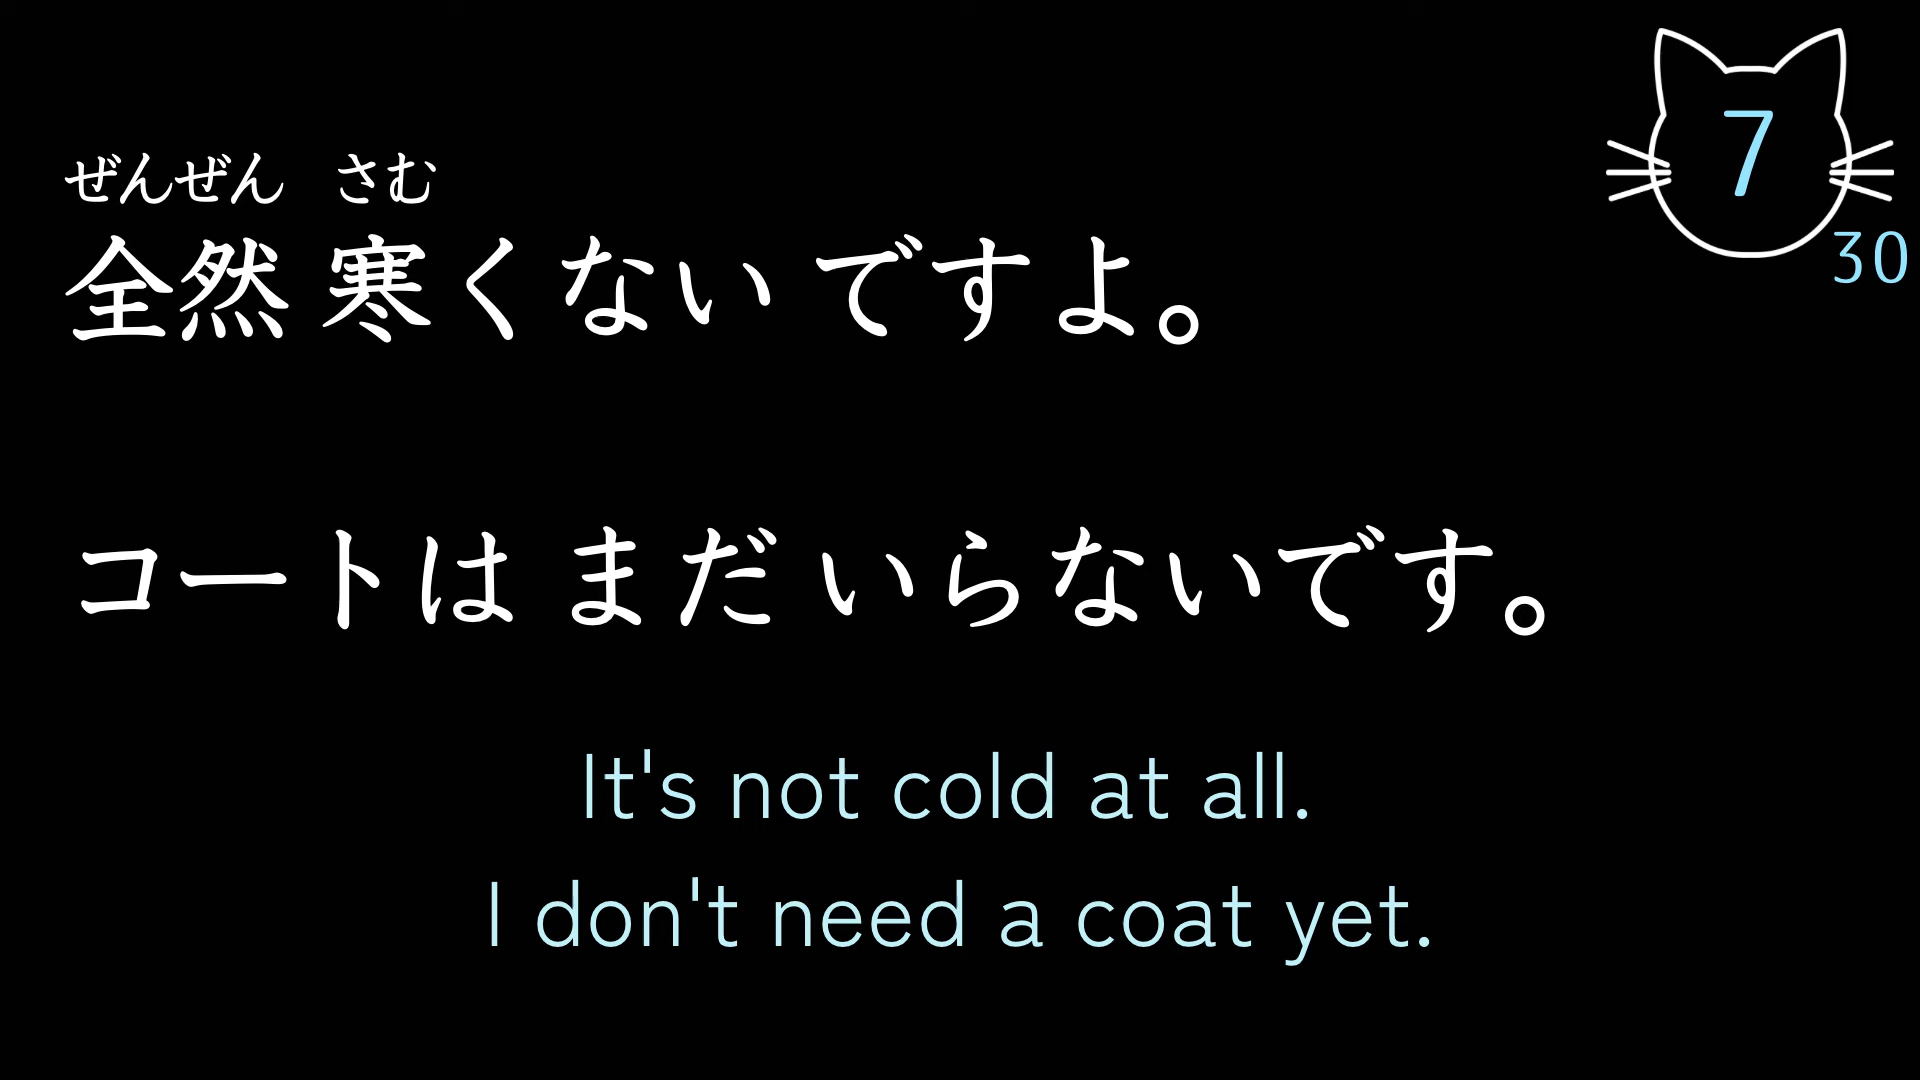 ぜんぜん さむ
全然 寒くないですよ。
コートは まだ いらないです。
It's not cold at all.
I don't need a coat yet.
7
30